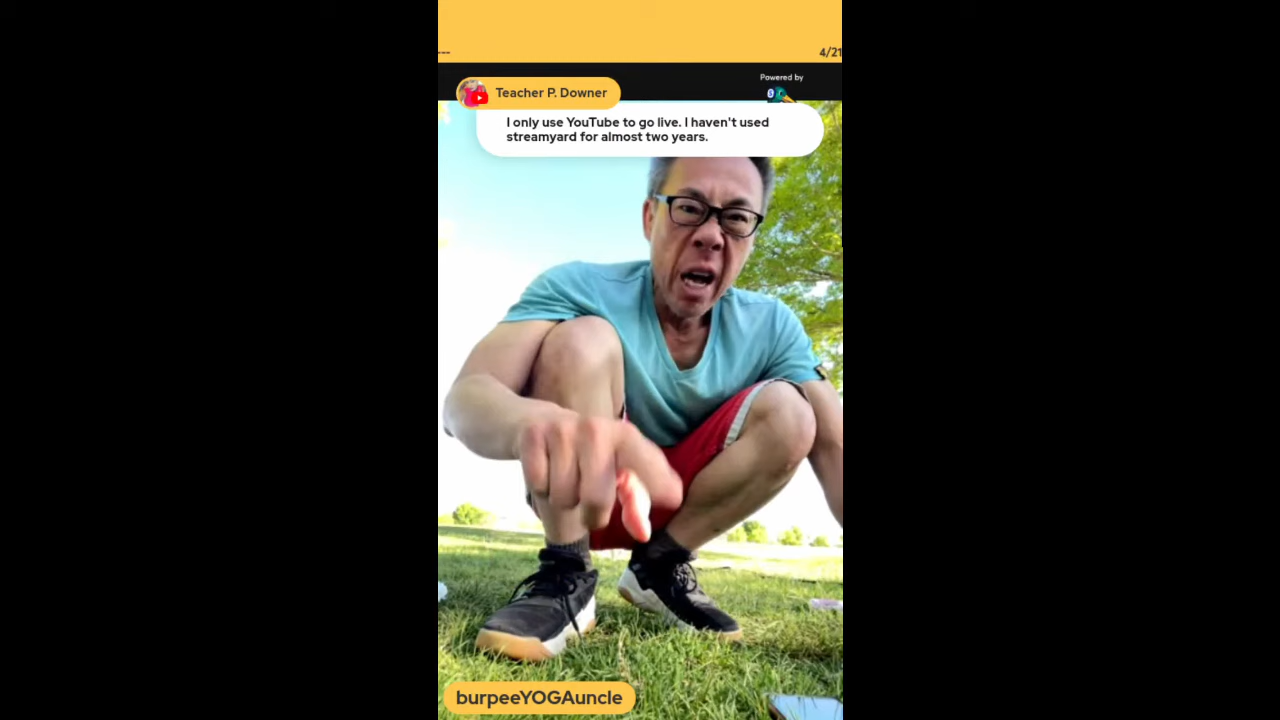 4/21
Powered by
Teacher P. Downer
I only use YouTube to go live. I haven't used
streamyard for almost two years.
burpeeYOGAuncle